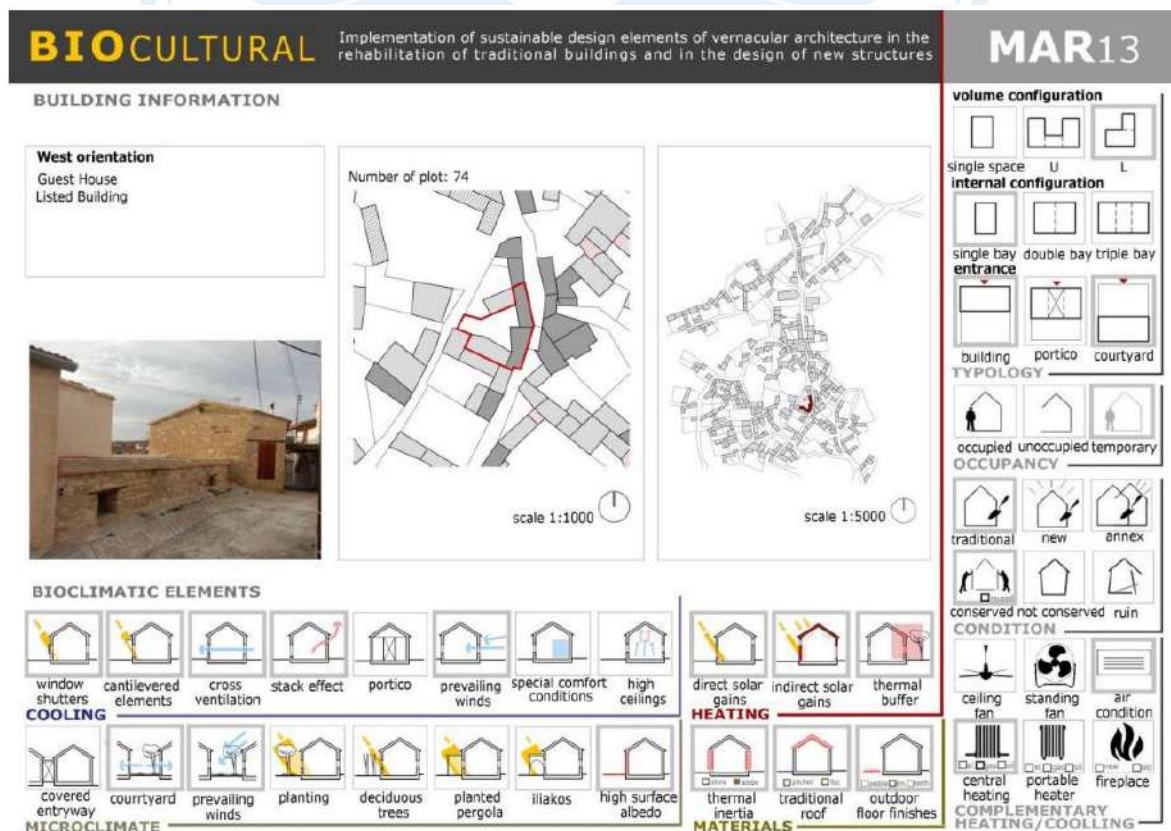 BIOCULTURAL
Implementation of sustainable design elements of vernacular architecture in the
rehabilitation of traditional buildings and in the design of new structures
MAR13
BUILDING INFORMATION
West orientation
Guest House
Listed Building
Number of plot: 74
scale 1:1000
scale 1:5000
volume configuration
single space U L
internal configuration
single bay double bay triple bay
entrance
building portico courtyard
TYPOLOGY
occupied unoccupied temporary
OCCUPANCY
traditional new annex
conserved not conserved ruin
CONDITION
ceiling fan
standing fan
air condition
central heating
portable heater
fireplace
COMPLEMENTARY
HEATING/COOLLING
BIOCLIMATIC ELEMENTS
window shutters
cantilevered elements
cross ventilation
stack effect
portico
prevailing winds
special comfort conditions
high ceilings
COOLING
direct solar gains
indirect solar gains
thermal buffer
HEATING
covered entryway
courrtyard
prevailing winds
planting
deciduous trees
planted pergola
iliakos
high surface albedo
MICROCLIMATE
thermal inertia
traditional roof
outdoor floor finishes
MATERIALS